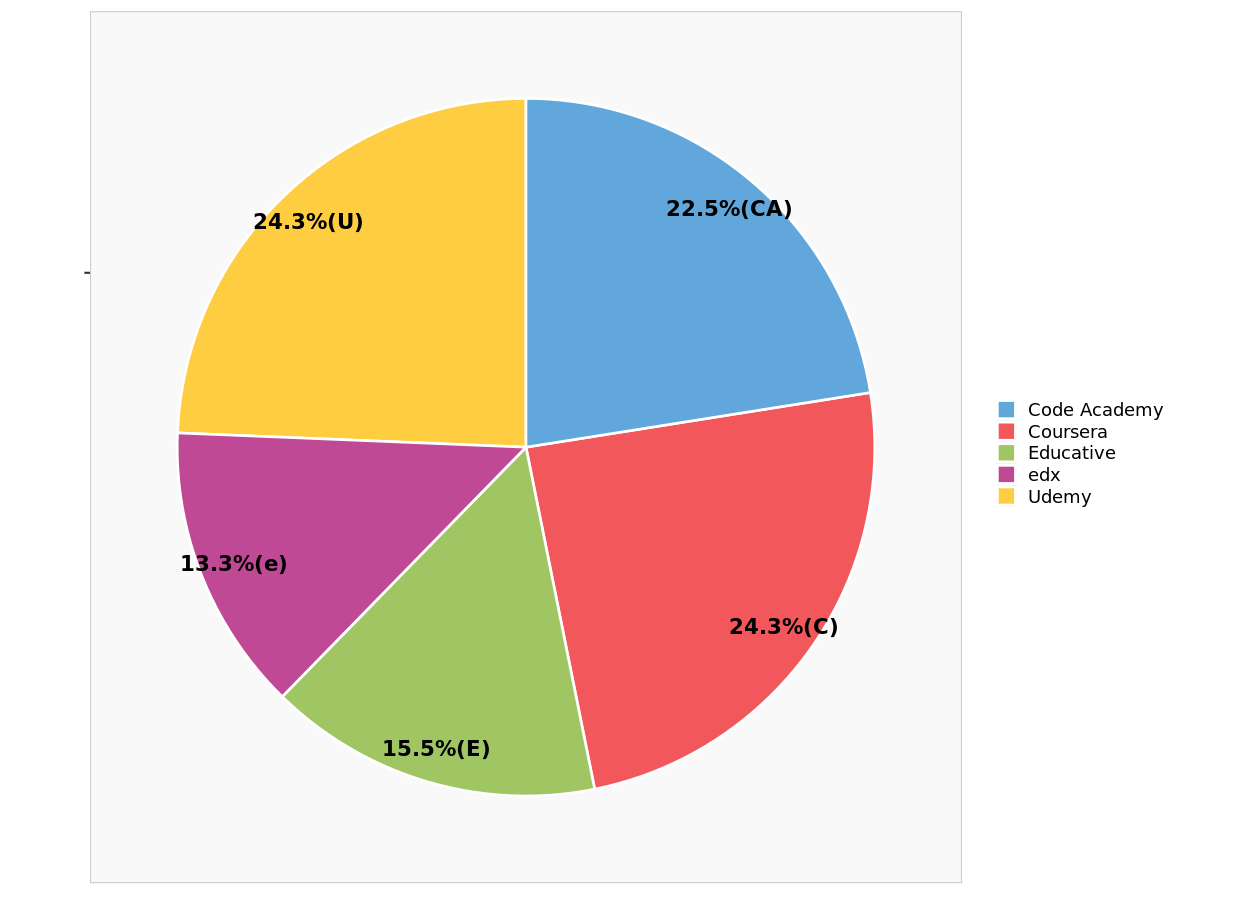 22.5%(CA)
24.3%(U)
13.3%(e)
24.3%(C)
15.5%(E)
Code Academy
Coursera
Educative
edx
Udemy